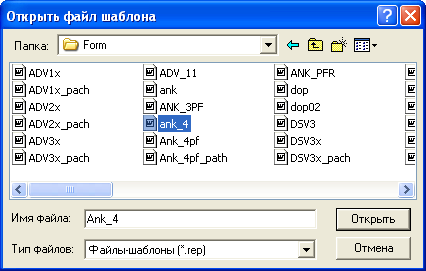 Открыть файл шаблона
Папка: Form
ADV1x ADV_11 ANK_PFR
ADV1x_pach ank dop
ADV2x ANK_3PF dop02
ADV2x_pach ank_4 DSV3
ADV3x Ank_4pf DSV3x
ADV3x_pach Ank_4pf_path DSV3x_pach
Имя файла: Ank_4 Открыть
Тип файлов: Файлы-шаблоны (*.rep) Отмена